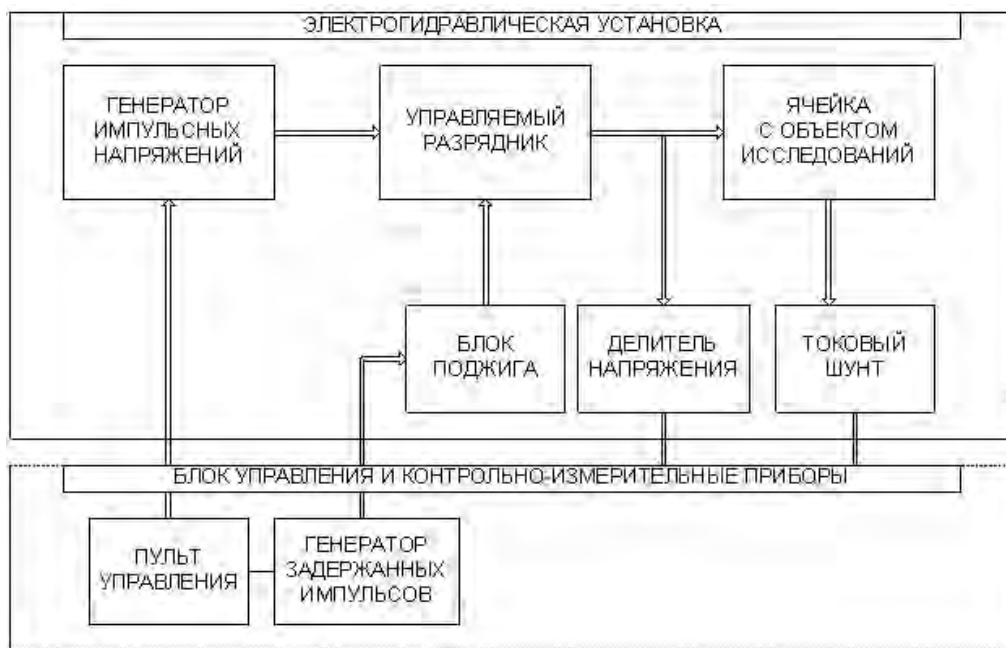 ЭЛЕКТРОГИДРАВЛИЧЕСКАЯ УСТАНОВКА
ГЕНЕРАТОР
ИМПУЛЬСНЫХ
НАПРЯЖЕНИЙ
УПРАВЛЯЕМЫЙ
РАЗРЯДНИК
ЯЧЕЙКА
С ОБЪЕКТОМ
ИССЛЕДОВАНИЙ
БЛОК
ПОДЖИГА
ДЕЛИТЕЛЬ
НАПРЯЖЕНИЯ
ТОКОВЫЙ
ШУНТ
БЛОК УПРАВЛЕНИЯ И КОНТРОЛЬНО-ИЗМЕРИТЕЛЬНЫЕ ПРИБОРЫ
ПУЛЬТ
УПРАВЛЕНИЯ
ГЕНЕРАТОР
ЗАДЕРЖАННЫХ
ИМПУЛЬСОВ